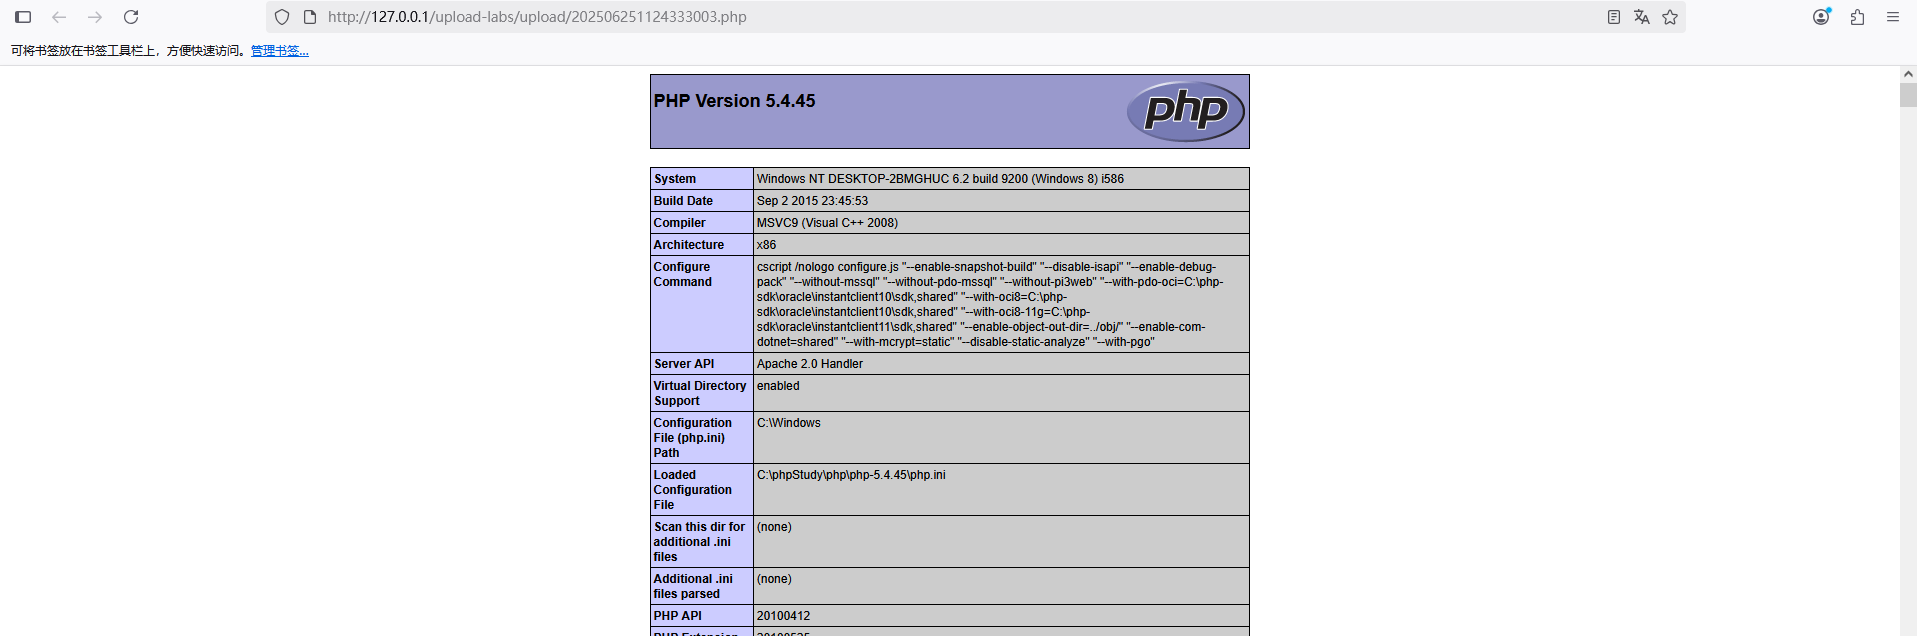 http://127.0.0.1/upload-labs/upload/202506251124333003.php
可将书签放在书签工具栏上，方便快速访问。管理书签...
PHP Version 5.4.45
php
System
Windows NT DESKTOP-2BMGHUC 6.2 build 9200 (Windows 8) i586
Build Date
Sep 2 2015 23:45:53
Compiler
MSVC9 (Visual C++ 2008)
Architecture
x86
Configure
Command
cscript /nologo configure.js "--enable-snapshot-build" "--disable-isapi" "--enable-debug-
pack" "--without-mssql" "--without-pdo-mssql" "--without-pi3web" "--with-pdo-oci=C:\php-
sdk\oracle\instantclient10\sdk,shared" "--with-oci8=C:\php-
sdk\oracle\instantclient10\sdk,shared" "--with-oci8-11g=C:\php-
sdk\oracle\instantclient11\sdk,shared" "--enable-object-out-dir=../obj/" "--enable-com-
dotnet=shared" "--with-mcrypt=static" "--disable-static-analyze" "--with-pgo"
Server API
Apache 2.0 Handler
Virtual Directory
Support
enabled
Configuration
File (php.ini)
Path
C:\Windows
Loaded
Configuration
File
C:\phpStudy\php\php-5.4.45\php.ini
Scan this dir for
additional .ini
files
(none)
Additional .ini
files parsed
(none)
PHP API
20100412
PHP Extension
20100525